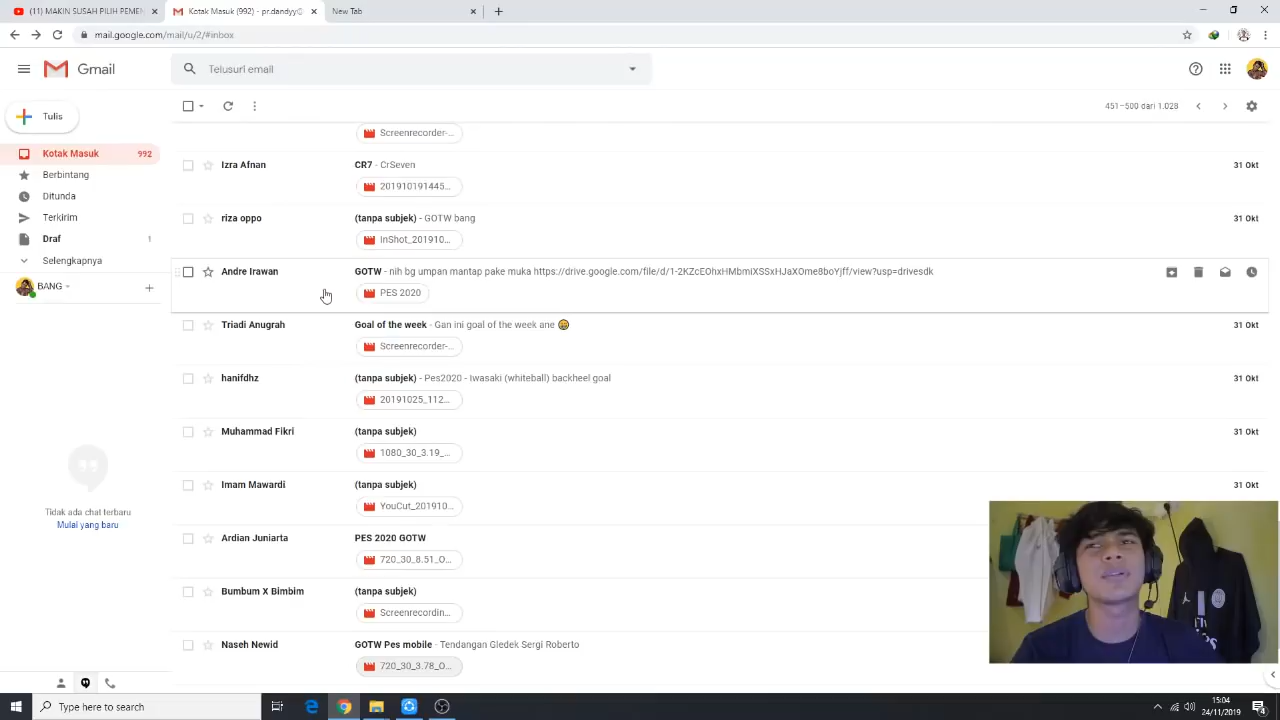 (11) MAKIN SUSAH PILIH PEMEN
Kotak Masuk (992) - pr.dandyy@
New Tab
mail.google.com/mail/u/2/#inbox
Gmail
Telusuri email
Tulis
451–500 dari 1.028
Kotak Masuk 992
Berbintang
Ditunda
Terkirim
Draf 1
Selengkapnya
BANG
Tidak ada chat terbaru
Mulai yang baru
Screenrecorder-...
Izra Afnan CR7 - CrSeven 31 Okt
201910191445...
riza oppo (tanpa subjek) - GOTW bang 31 Okt
InShot_201910...
Andre Irawan GOTW - nih bg umpan mantap pake muka https://drive.google.com/file/d/1-2KZcEOhxHMbmiXSSxHJaXOme8boYjff/view?usp=drivesdk
PES 2020
Triadi Anugrah Goal of the week - Gan ini goal of the week ane 😄 31 Okt
Screenrecorder-...
hanifdhz (tanpa subjek) - Pes2020 - Iwasaki (whiteball) backheel goal 31 Okt
20191025_112...
Muhammad Fikri (tanpa subjek) 31 Okt
1080_30_3.19_...
Imam Mawardi (tanpa subjek) 31 Okt
YouCut_201910...
Ardian Juniarta PES 2020 GOTW
720_30_8.51_O...
Bumbum X Bimbim (tanpa subjek)
Screenrecordin...
Naseh Newid GOTW Pes mobile - Tendangan Gledek Sergi Roberto
720_30_3.78_O...
Type here to search
15:04
24/11/2019
4